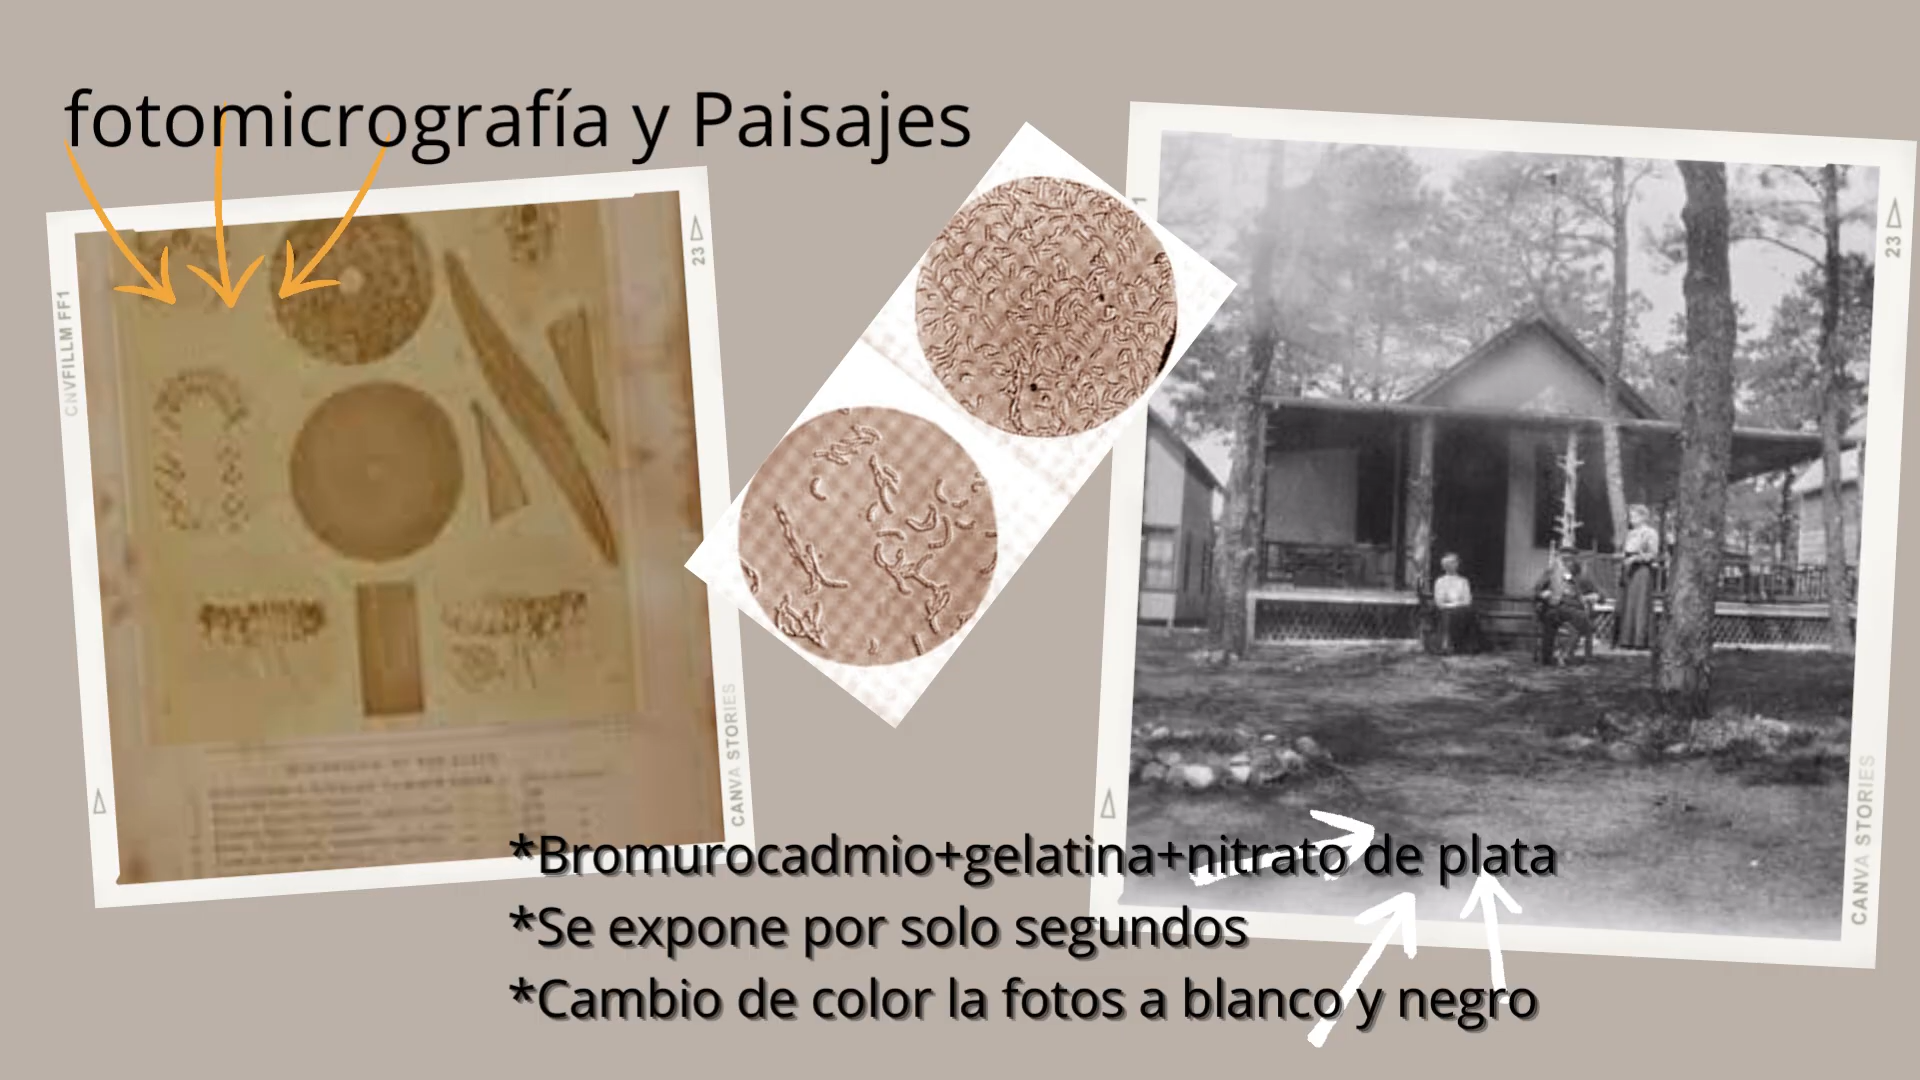 fotomicrografía y Paisajes
CNVFILLM FF1
23
CANVA STORIES
1
23
CANVA STORIES
*Bromurocadmio+gelatina+nitrato de plata
*Se expone por solo segundos
*Cambio de color la fotos a blanco y negro